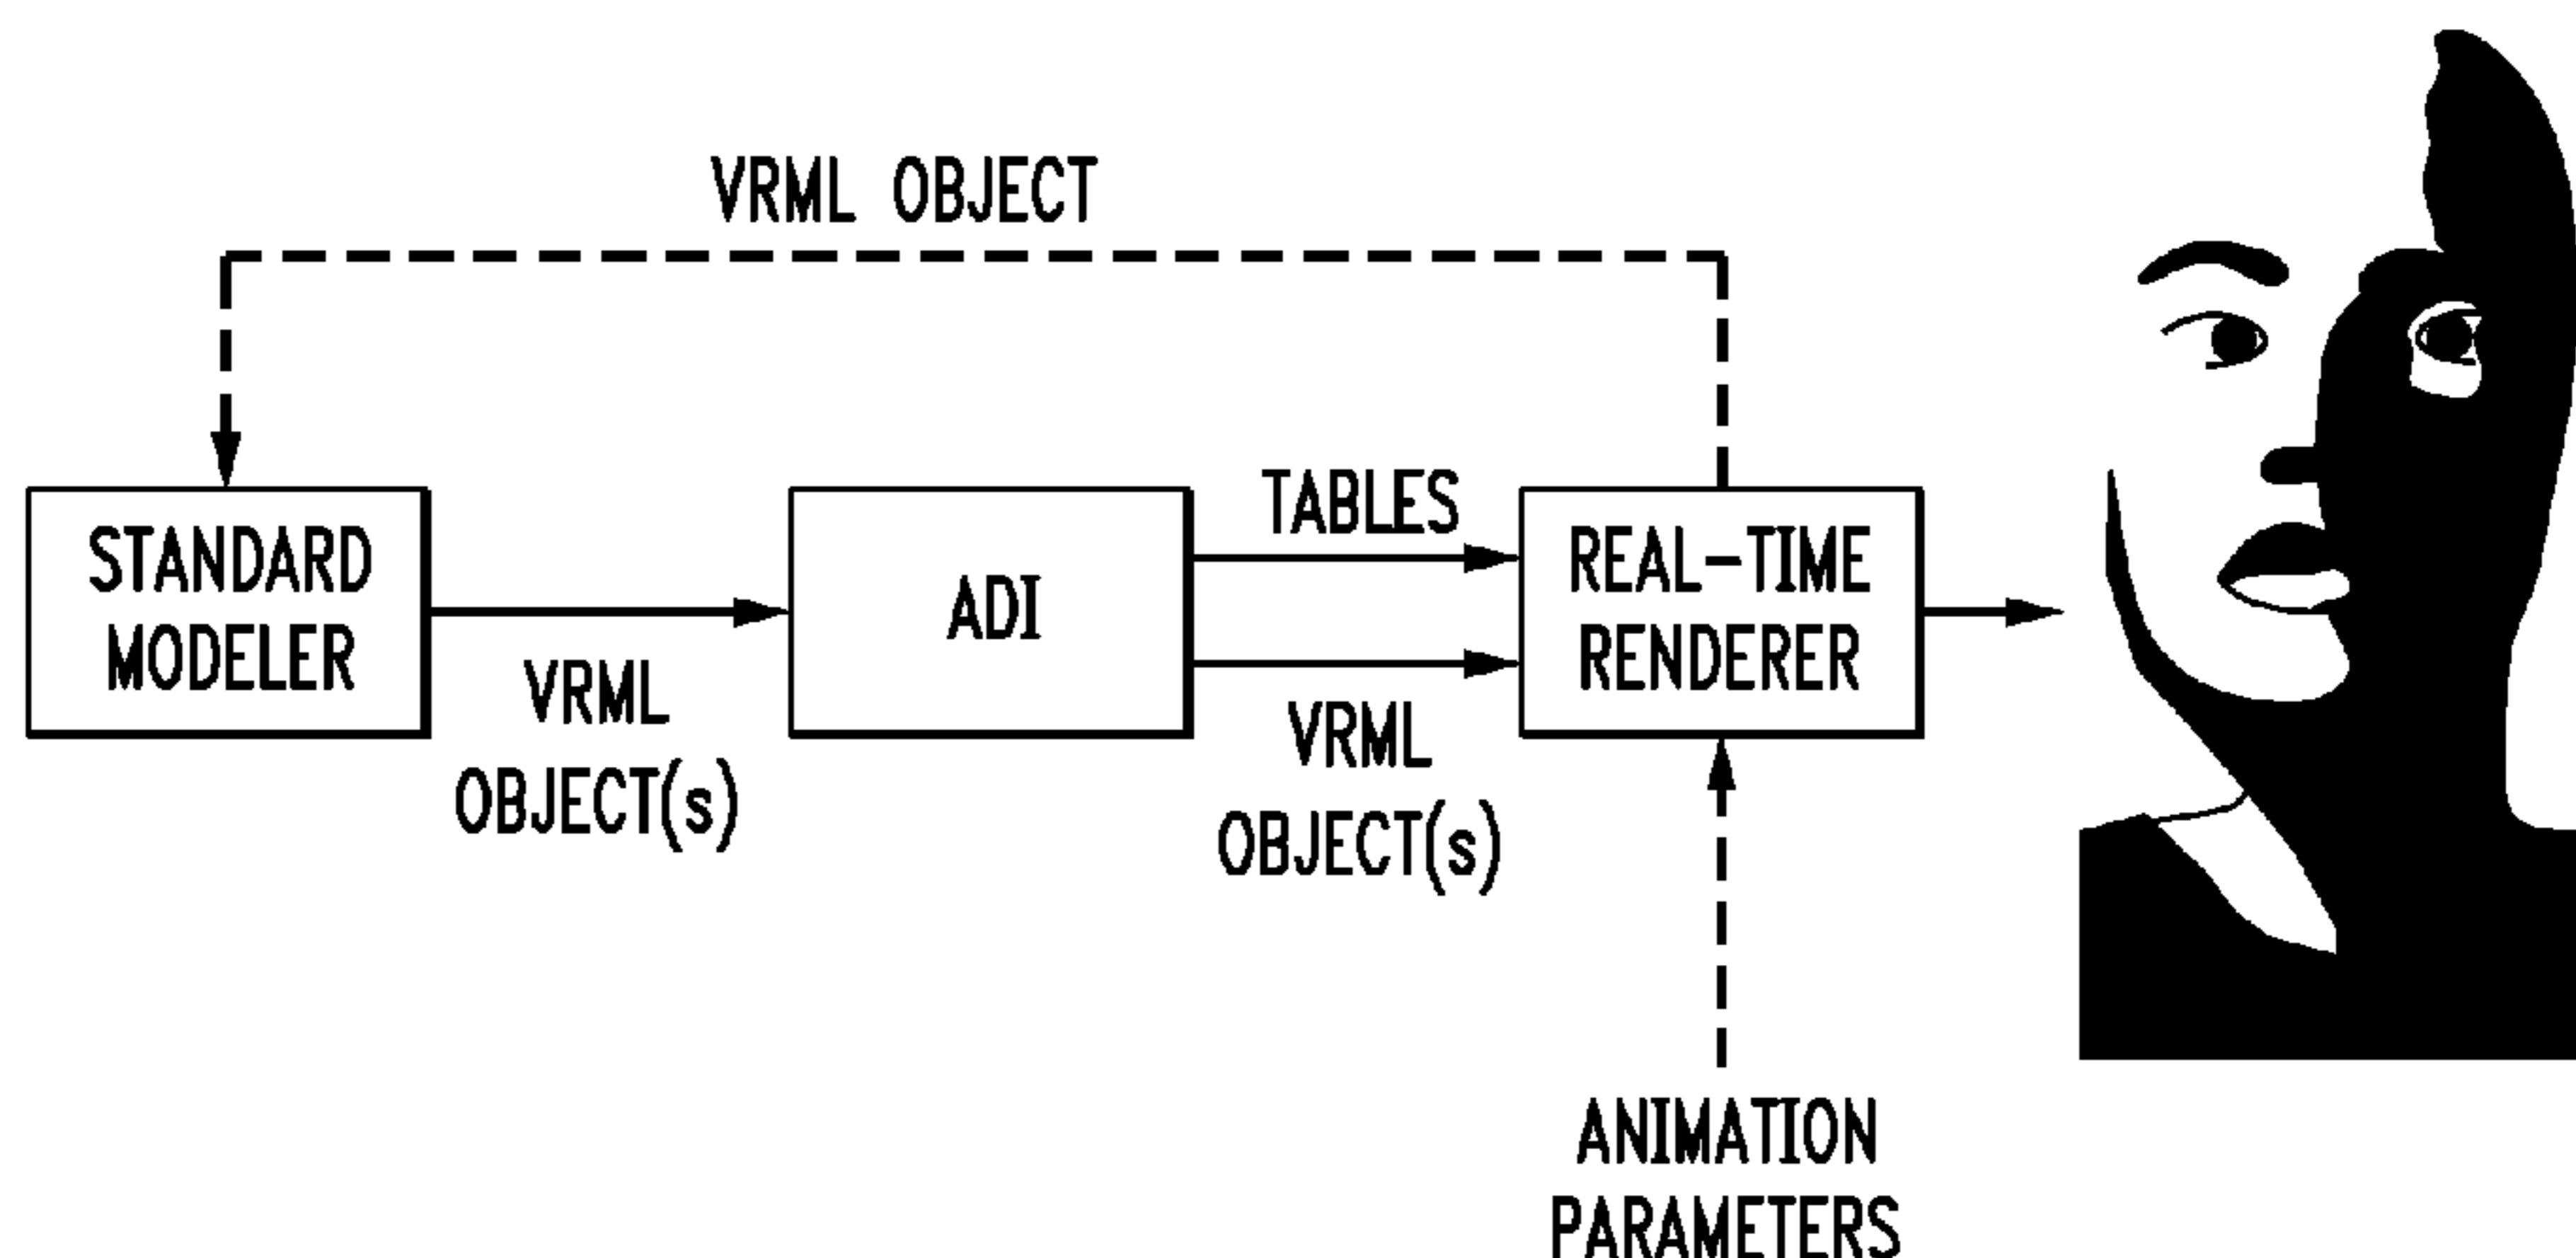 VRML OBJECT
STANDARD
MODELER
VRML
OBJECT(s)
ADI
TABLES
VRML
OBJECT(s)
REAL-TIME
RENDERER
ANIMATION
PARAMETERS